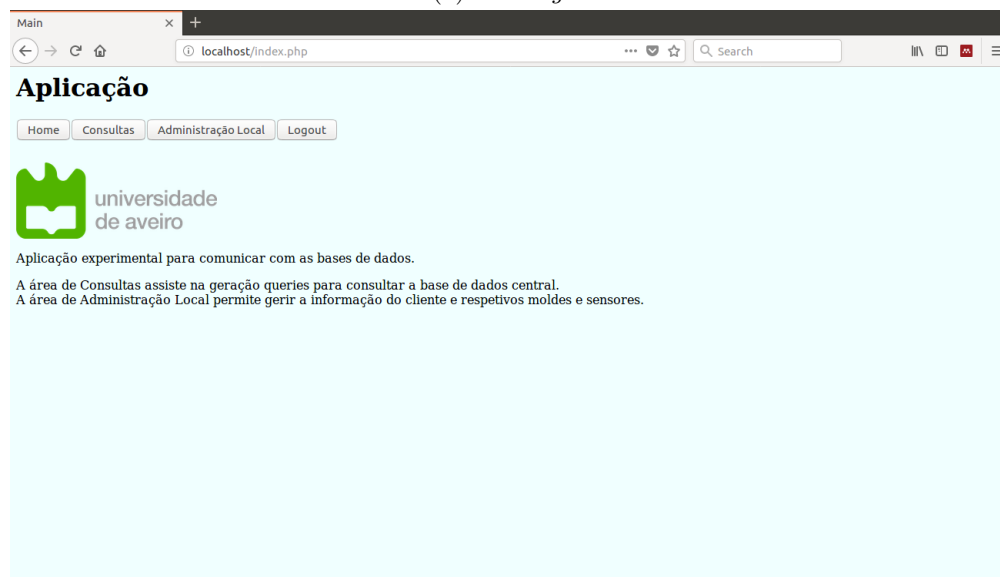 Main
localhost/index.php
Search
Aplicação
Home Consultas Administração Local Logout
universidade
de aveiro
Aplicação experimental para comunicar com as bases de dados.
A área de Consultas assiste na geração queries para consultar a base de dados central.
A área de Administração Local permite gerir a informação do cliente e respetivos moldes e sensores.